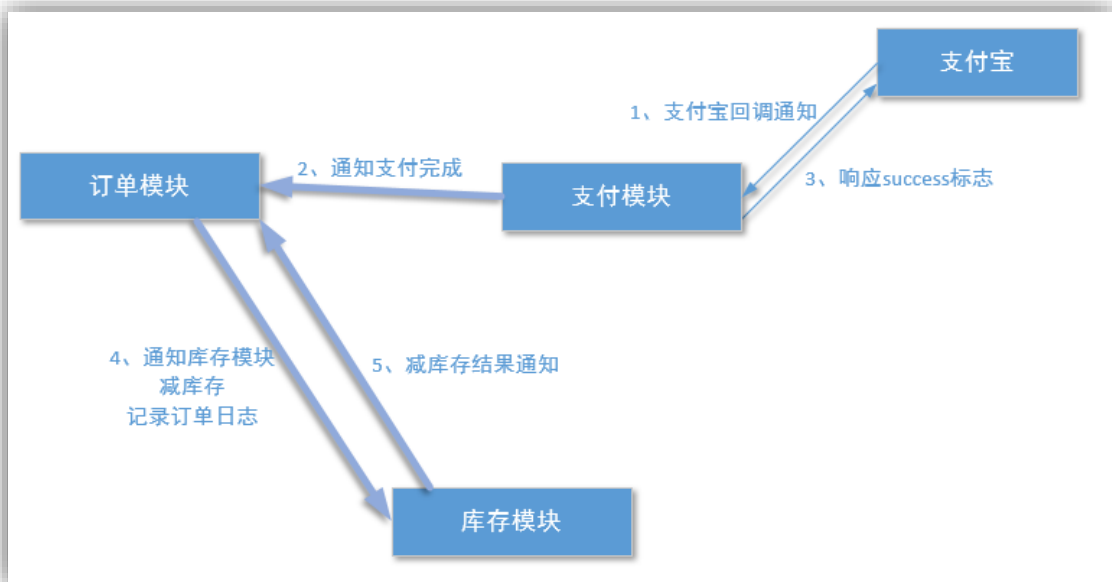 支付宝
1、支付宝回调通知
2、通知支付完成
订单模块
支付模块
3、响应success标志
4、通知库存模块
减库存
记录订单日志
5、减库存结果通知
库存模块